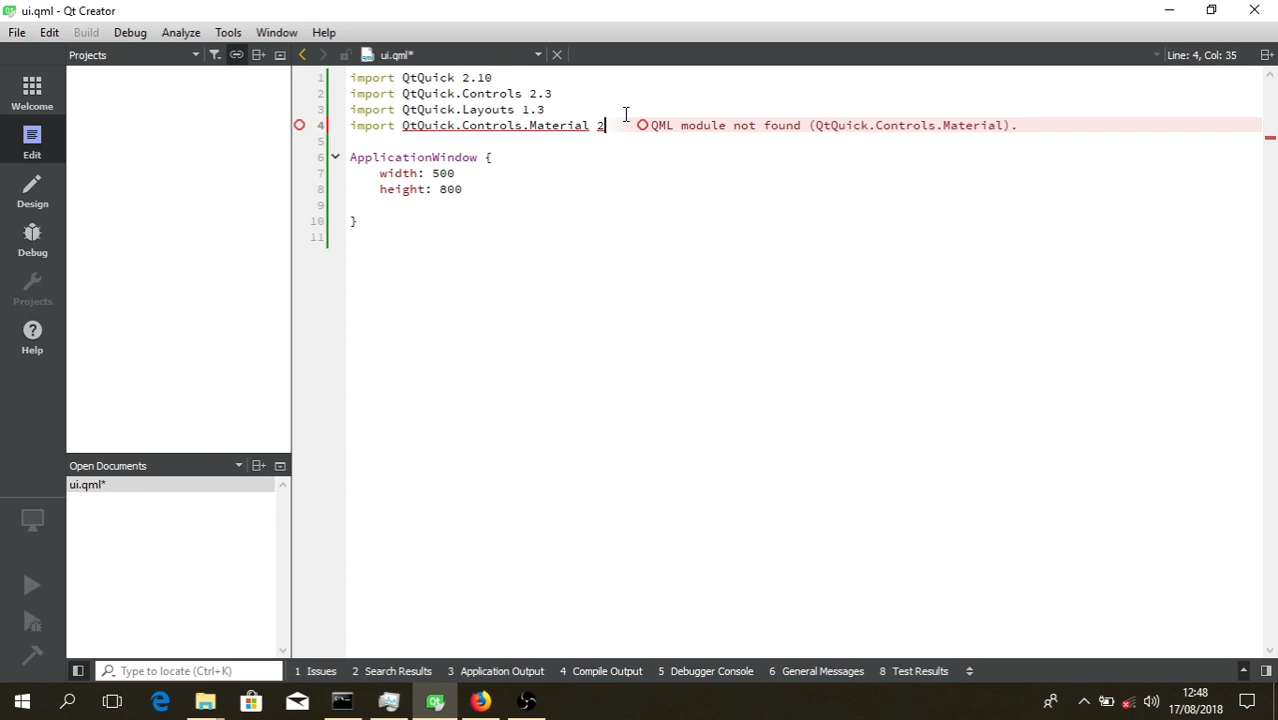 ui.qml - Qt Creator
File Edit Build Debug Analyze Tools Window Help
Projects ui.qml* Line: 4, Col: 35
Welcome
Edit
Design
Debug
Projects
Help
1 import QtQuick 2.10
2 import QtQuick.Controls 2.3
3 import QtQuick.Layouts 1.3
4 import QtQuick.Controls.Material 2 QML module not found (QtQuick.Controls.Material).
5
6 ApplicationWindow {
7 width: 500
8 height: 800
9
10 }
11
Open Documents
ui.qml*
Type to locate (Ctrl+K) 1 Issues 2 Search Results 3 Application Output 4 Compile Output 5 Debugger Console 6 General Messages 8 Test Results
12:48
17/08/2018